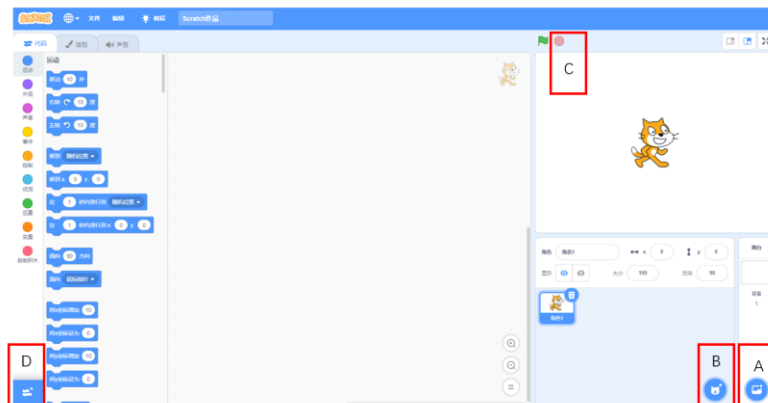 文件 编辑 教程 Scratch作品
代码 造型 声音
运动
运动
外观
声音
事件
控制
侦测
运算
变量
自制积木
移动 10 步
右转 15 度
左转 15 度
移到 随机位置
移到 x 0 y 0
在 1 秒内滑行到 随机位置
在 1 秒内滑行到 x 0 y 0
面向 90 方向
面向 鼠标指针
将x坐标增加 10
将x坐标设为 0
将y坐标增加 10
将y坐标设为 0
C
角色 角色1 x 0 y 0
显示 大小 100 方向 90
角色1
舞台
背景
1
D
B
A